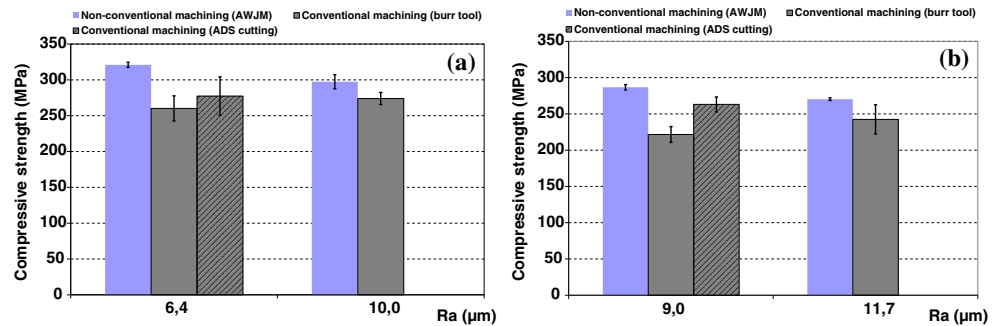 Non-conventional machining (AWJM) Conventional machining (burr tool)
Conventional machining (ADS cutting)
(a)
Compressive strength (MPa)
350
300
250
200
150
100
50
0
6,4 10,0 Ra (µm)
Non-conventional machining (AWJM) Conventional machining (burr tool)
Conventional machining (ADS cutting)
(b)
Compressive strength (MPa)
350
300
250
200
150
100
50
0
9,0 11,7 Ra (µm)